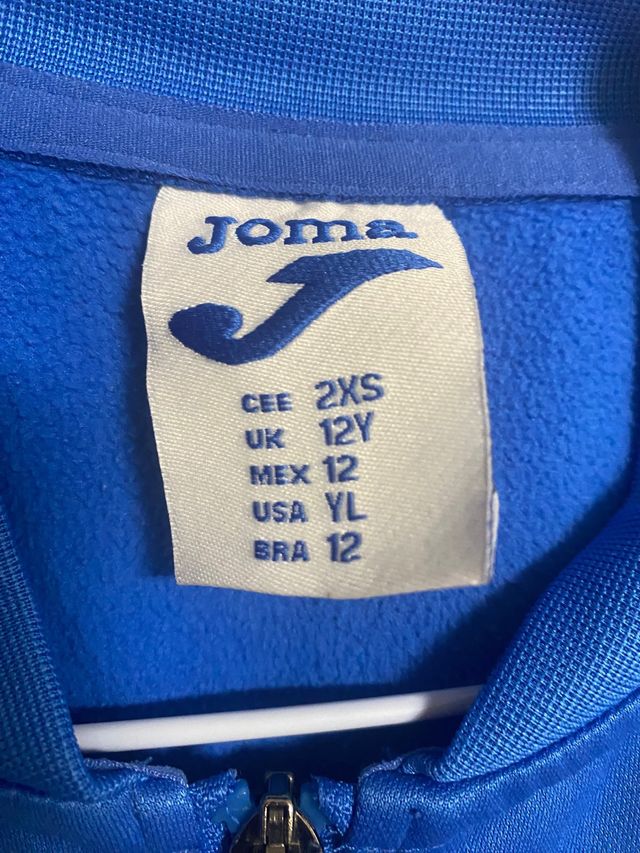 Joma
CEE 2XS
UK 12Y
MEX 12
USA YL
BRA 12